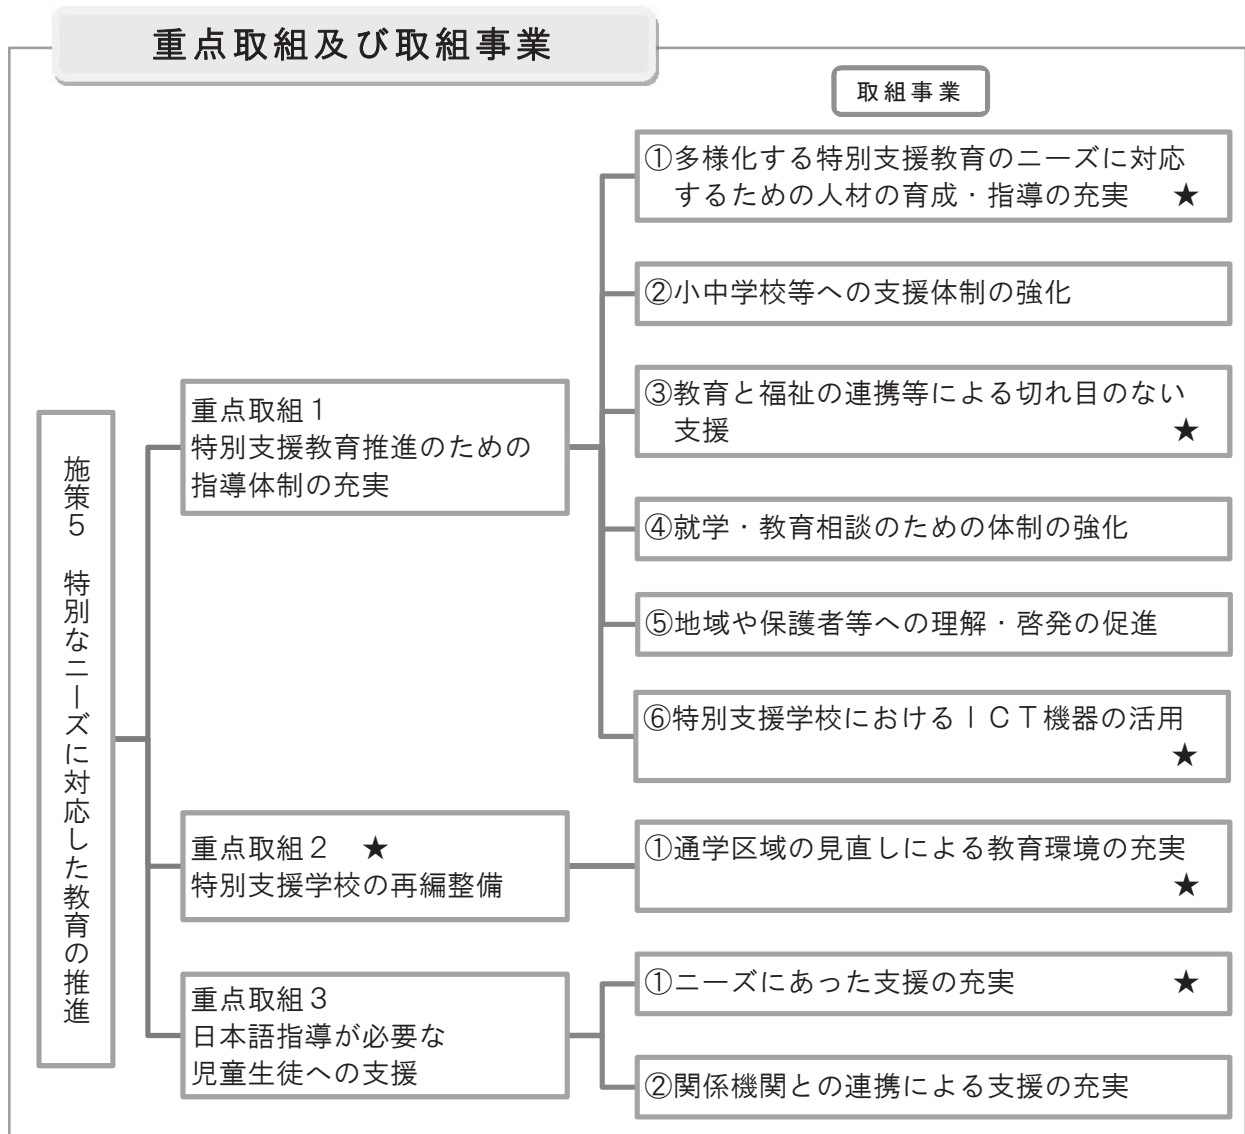 重点取組及び取組事業
取組事業
施策５　特別なニーズに対応した教育の推進
重点取組１
特別支援教育推進のための
指導体制の充実
①多様化する特別支援教育のニーズに対応
するための人材の育成・指導の充実　★
②小中学校等への支援体制の強化
③教育と福祉の連携等による切れ目のない
支援　★
④就学・教育相談のための体制の強化
⑤地域や保護者等への理解・啓発の促進
⑥特別支援学校におけるＩＣＴ機器の活用
★
重点取組２　★
特別支援学校の再編整備
①通学区域の見直しによる教育環境の充実
★
重点取組３
日本語指導が必要な
児童生徒への支援
①ニーズにあった支援の充実　★
②関係機関との連携による支援の充実